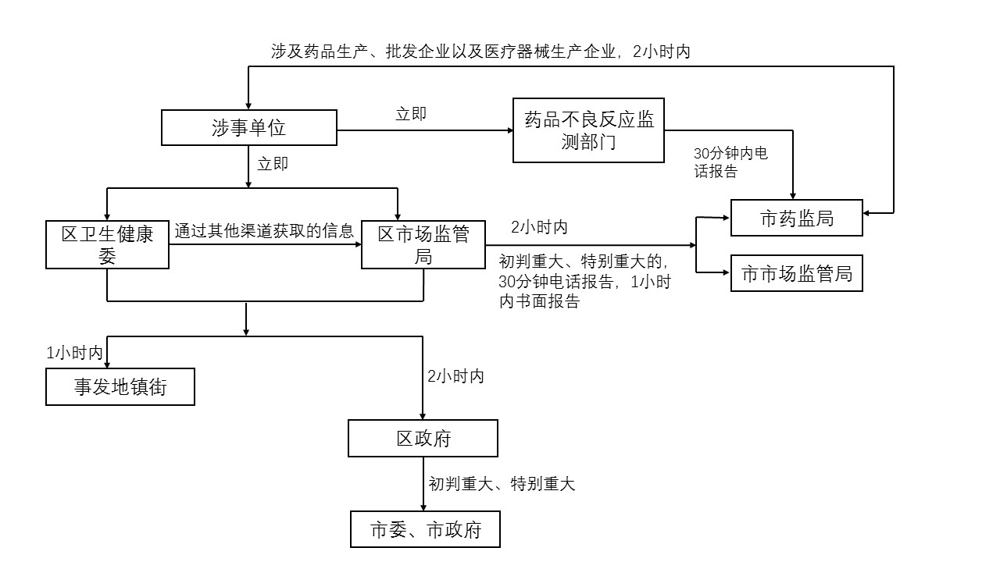 涉及药品生产、批发企业以及医疗器械生产企业，2小时内
涉事单位
立即
药品不良反应监
测部门
30分钟内电
话报告
立即
区卫生健康
委
通过其他渠道获取的信息
区市场监管
局
2小时内
初判重大、特别重大的，
30分钟电话报告，1小时
内书面报告
市药监局
市市场监管局
1小时内
事发地镇街
2小时内
区政府
初判重大、特别重大
市委、市政府